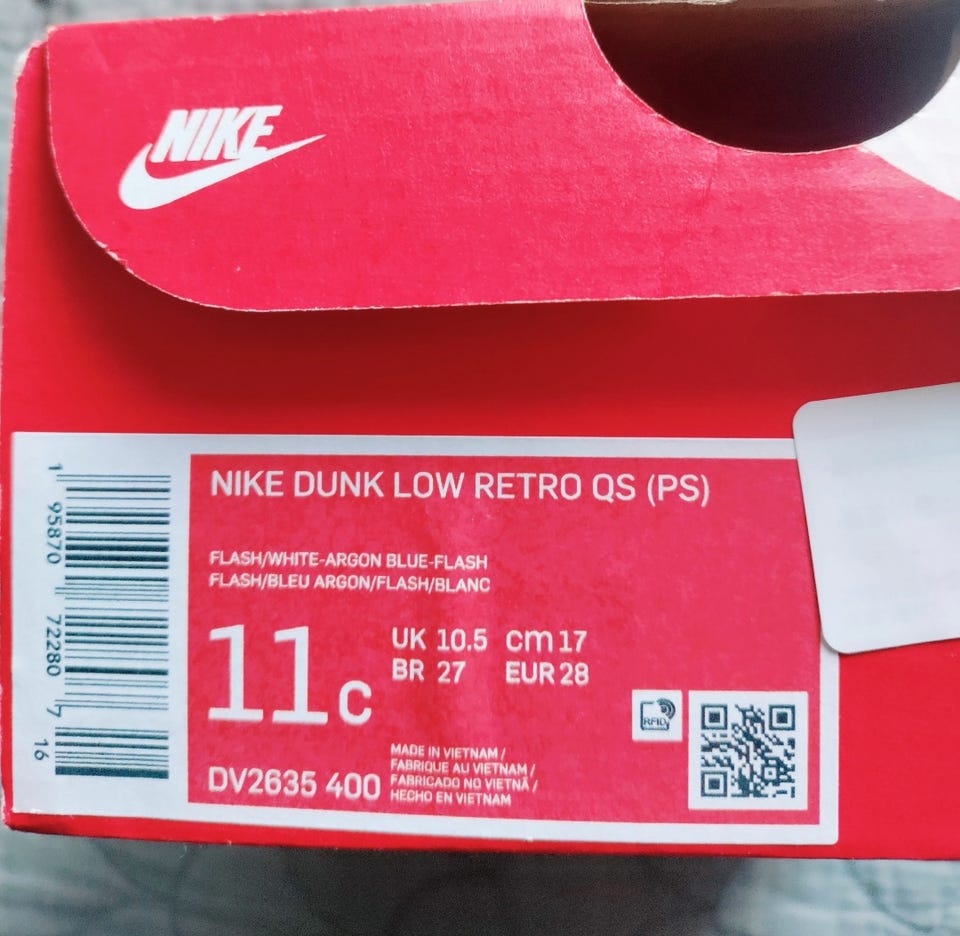 NIKE
NIKE DUNK LOW RETRO QS (PS)
FLASH/WHITE-ARGON BLUE-FLASH
FLASH/BLEU ARGON/FLASH/BLANC
11C
UK 10.5 cm 17
BR 27 EUR 28
RFID
MADE IN VIETNAM /
FABRIQUE AU VIETNAM /
FABRICADO NO VIETNÃ /
HECHO EN VIETNAM
DV2635 400
1 95870 72280 7 16